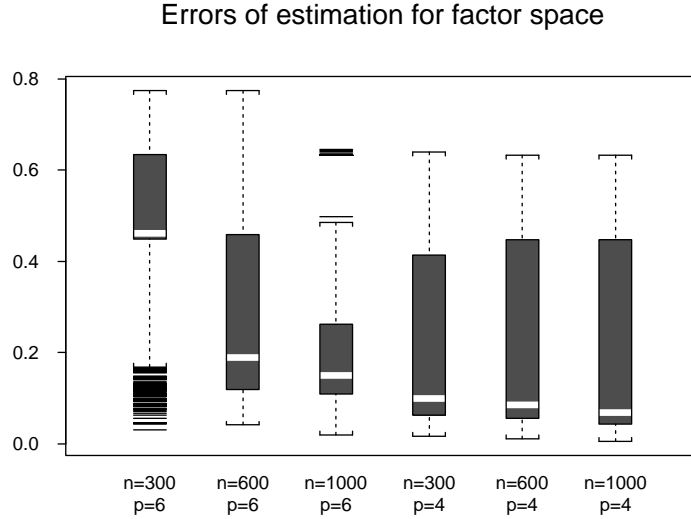 Errors of estimation for factor space
0.8
0.6
0.4
0.2
0.0
n=300 n=600 n=1000 n=300 n=600 n=1000
p=6 p=6 p=6 p=4 p=4 p=4